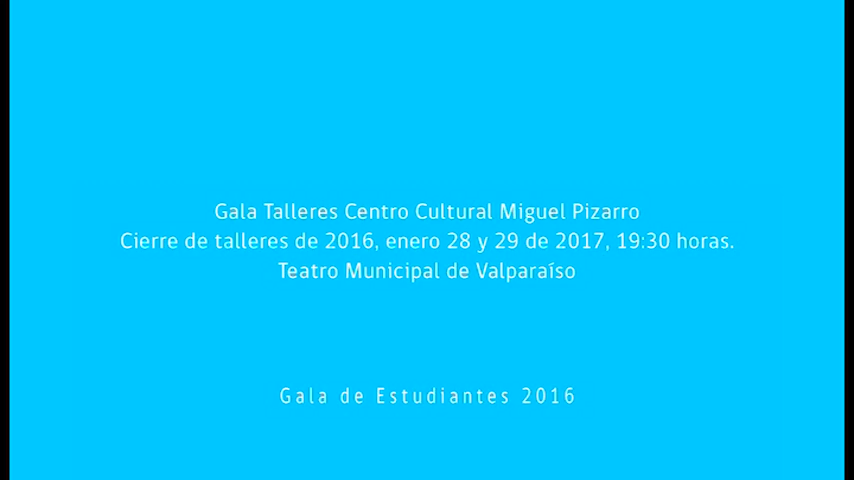 Gala Talleres Centro Cultural Miguel Pizarro
Cierre de talleres de 2016, enero 28 y 29 de 2017, 19:30 horas.
Teatro Municipal de Valparaíso
Gala de Estudiantes 2016